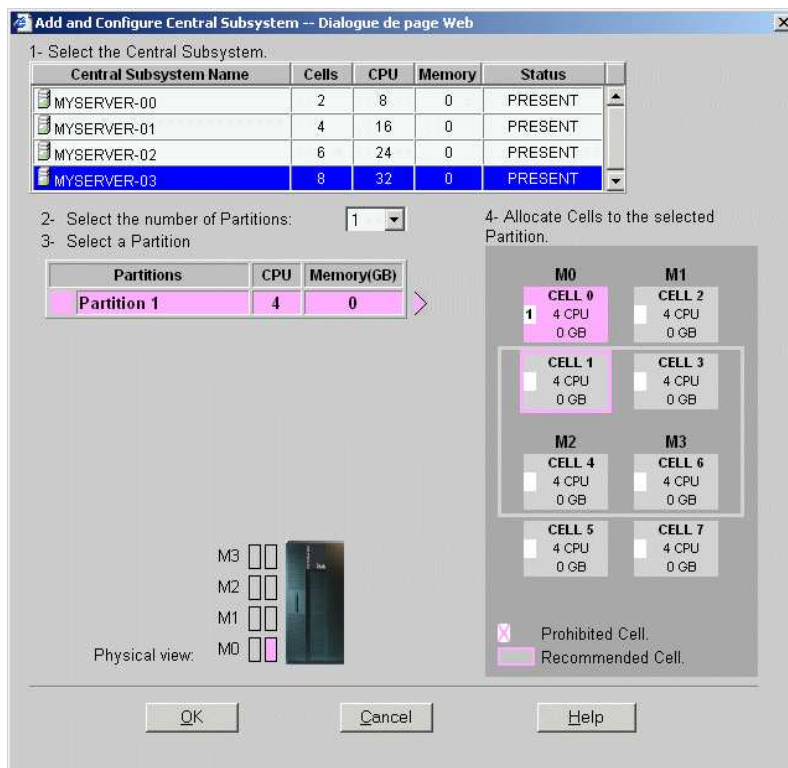 Add and Configure Central Subsystem -- Dialogue de page Web
1- Select the Central Subsystem.
Central Subsystem Name Cells CPU Memory Status
MYSERVER-00 2 8 0 PRESENT
MYSERVER-01 4 16 0 PRESENT
MYSERVER-02 6 24 0 PRESENT
MYSERVER-03 8 32 0 PRESENT
2- Select the number of Partitions: 1
3- Select a Partition
Partitions CPU Memory(GB)
Partition 1 4 0
4- Allocate Cells to the selected
Partition.
M0 M1
CELL 0 CELL 2
1 4 CPU 4 CPU
0 GB 0 GB
CELL 1 CELL 3
4 CPU 4 CPU
0 GB 0 GB
M2 M3
CELL 4 CELL 6
4 CPU 4 CPU
0 GB 0 GB
CELL 5 CELL 7
4 CPU 4 CPU
0 GB 0 GB
X Prohibited Cell.
Recommended Cell.
M3
M2
M1
Physical view: M0
OK Cancel Help